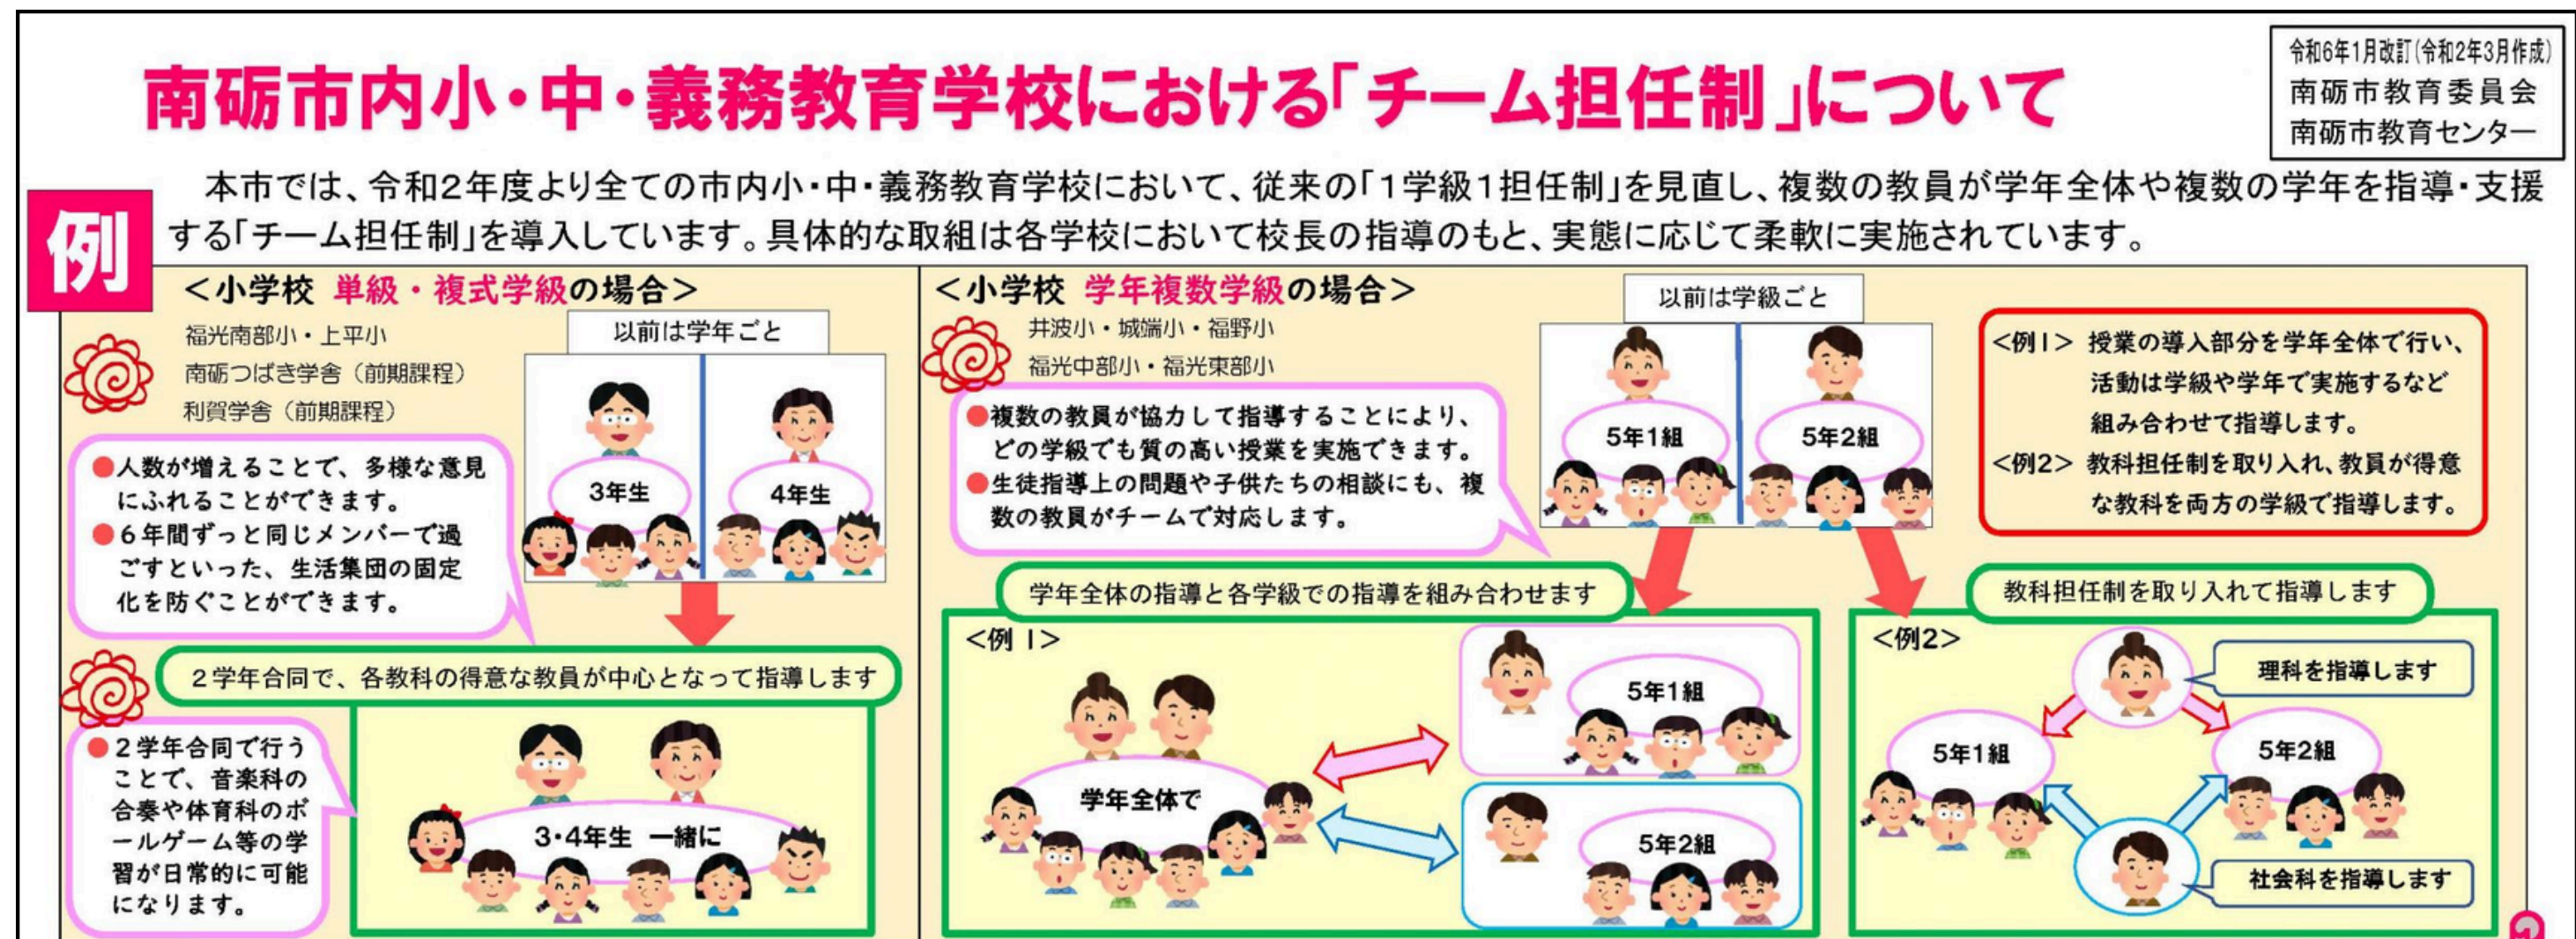 南砺市内小・中・義務教育学校における「チーム担任制」について
令和6年1月改訂(令和2年3月作成)
南砺市教育委員会
南砺市教育センター
本市では、令和2年度より全ての市内小・中・義務教育学校において、従来の「1学級1担任制」を見直し、複数の教員が学年全体や複数の学年を指導・支援
する「チーム担任制」を導入しています。具体的な取組は各学校において校長の指導のもと、実態に応じて柔軟に実施されています。
例
＜小学校 単級・複式学級の場合＞
福光南部小・上平小
南砺つばき学舎（前期課程）
利賀学舎（前期課程）
以前は学年ごと
3年生
4年生
●人数が増えることで、多様な意見
にふれることができます。
●6年間ずっと同じメンバーで過
ごすといった、生活集団の固定
化を防ぐことができます。
2学年合同で、各教科の得意な教員が中心となって指導します
●2学年合同で行う
ことで、音楽科の
合奏や体育科のボ
ールゲーム等の学
習が日常的に可能
になります。
3・4年生 一緒に
＜小学校 学年複数学級の場合＞
井波小・城端小・福野小
福光中部小・福光東部小
以前は学級ごと
5年1組
5年2組
●複数の教員が協力して指導することにより、
どの学級でも質の高い授業を実施できます。
●生徒指導上の問題や子供たちの相談にも、複
数の教員がチームで対応します。
＜例1＞ 授業の導入部分を学年全体で行い、
活動は学級や学年で実施するなど
組み合わせて指導します。
＜例2＞ 教科担任制を取り入れ、教員が得意
な教科を両方の学級で指導します。
学年全体の指導と各学級での指導を組み合わせます
＜例1＞
学年全体で
5年1組
5年2組
教科担任制を取り入れて指導します
＜例2＞
理科を指導します
5年1組
5年2組
社会科を指導します